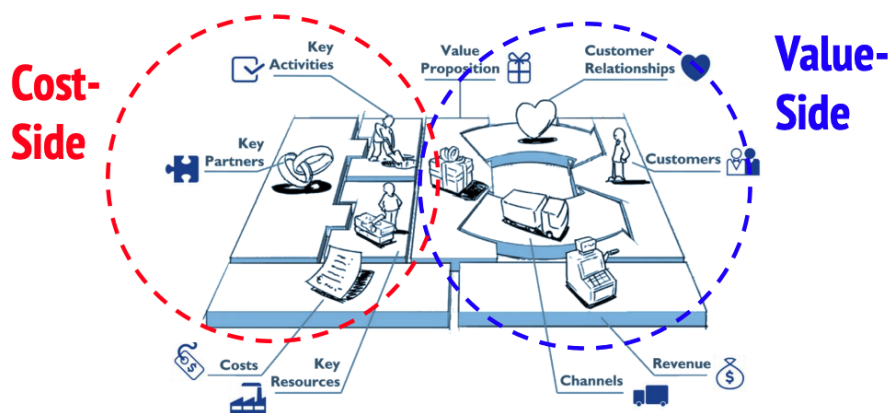 Cost-
Side
Key
Activities
Value
Proposition
Customer
Relationships
Value-
Side
Key
Partners
Customers
Costs
Key
Resources
Channels
Revenue